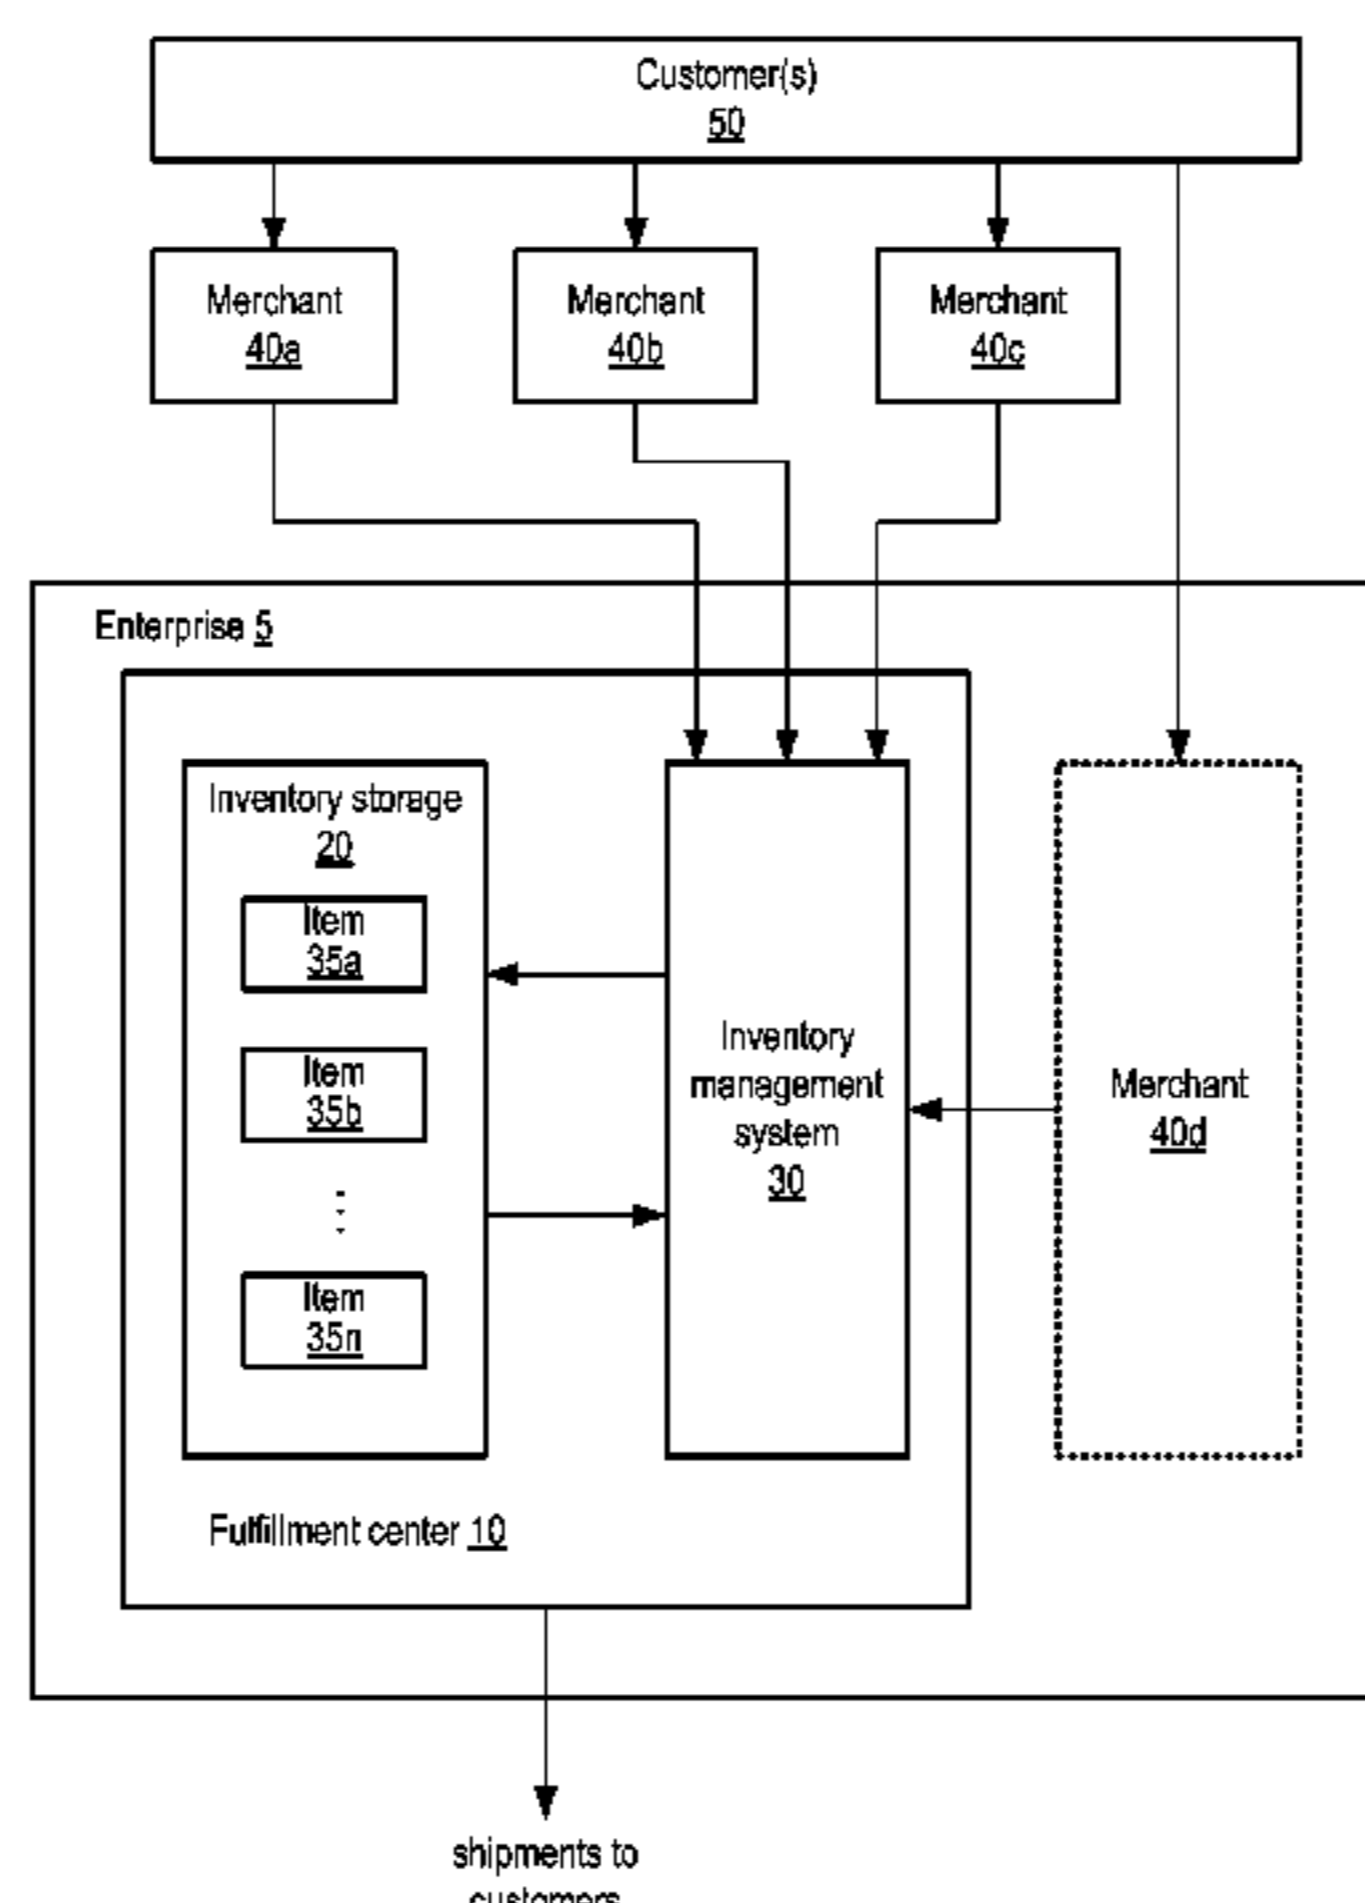 Customer(s)
50
Merchant
40a
Merchant
40b
Merchant
40c
Enterprise 5
Inventory storage
20
Item
35a
Item
35b
Item
35n
Inventory
management
system
30
Merchant
40d
Fulfillment center 10
shipments to
customers